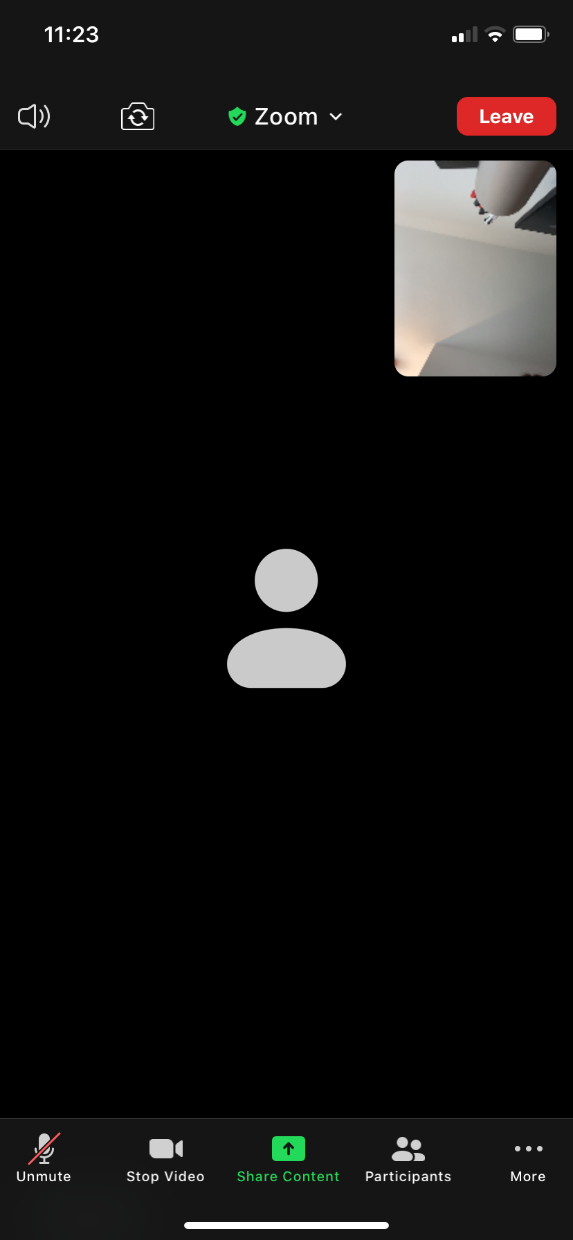 11:23
Zoom
Leave
Unmute
Stop Video
Share Content
Participants
More